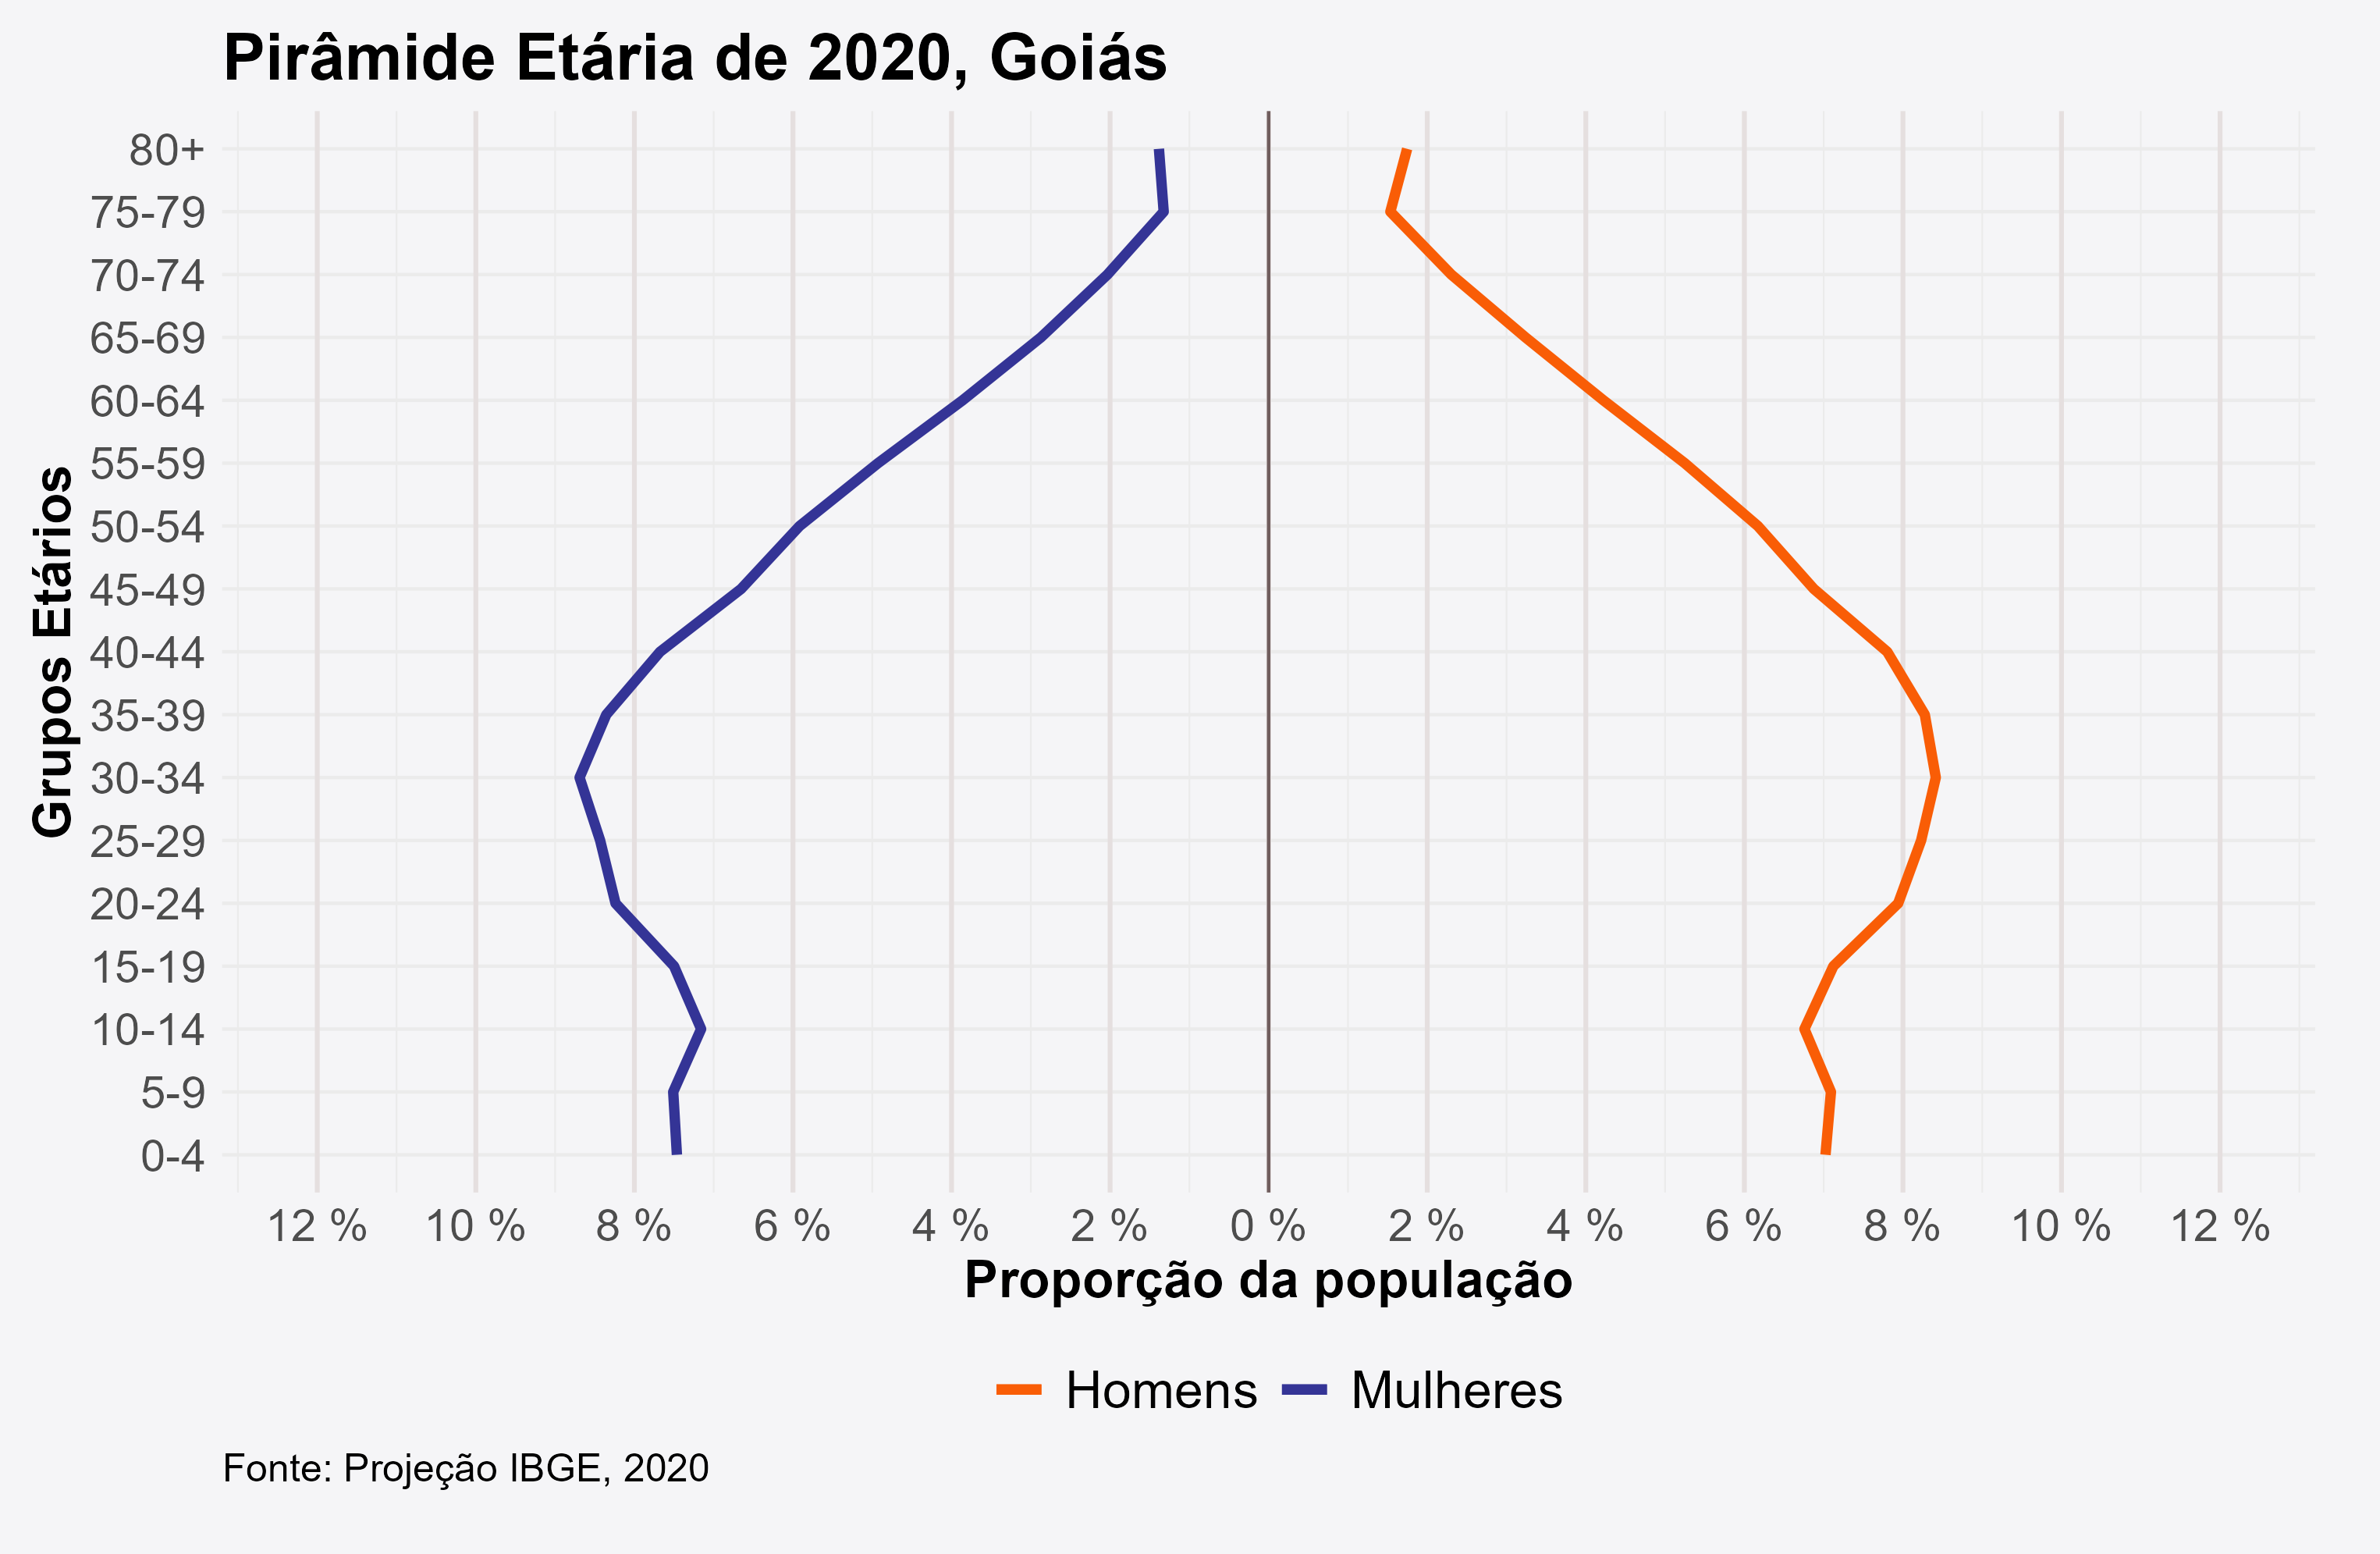 Pirâmide Etária de 2020, Goiás
Grupos Etários
80+
75-79
70-74
65-69
60-64
55-59
50-54
45-49
40-44
35-39
30-34
25-29
20-24
15-19
10-14
5-9
0-4
12 % 10 % 8 % 6 % 4 % 2 % 0 % 2 % 4 % 6 % 8 % 10 % 12 %
Proporção da população
Homens Mulheres
Fonte: Projeção IBGE, 2020